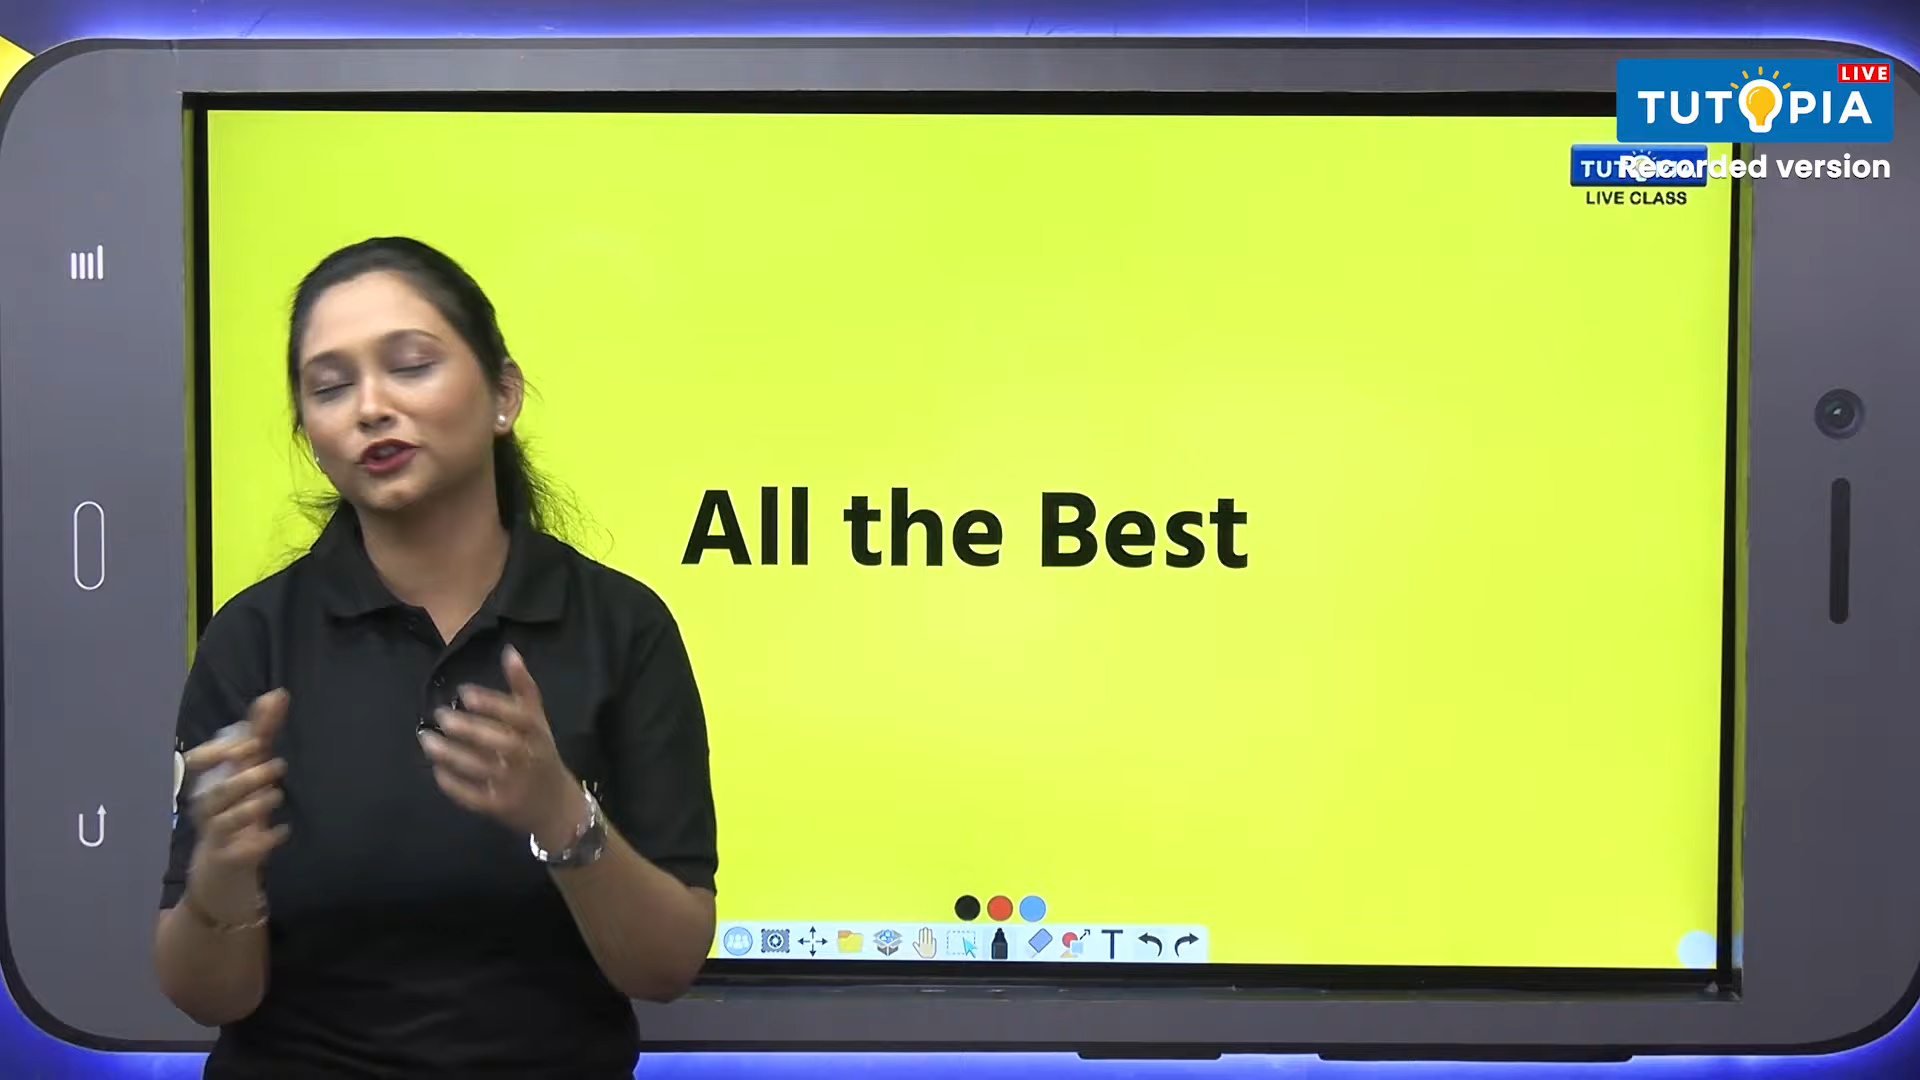 LIVE
TUTOPIA
Recorded version
LIVE CLASS
All the Best
T